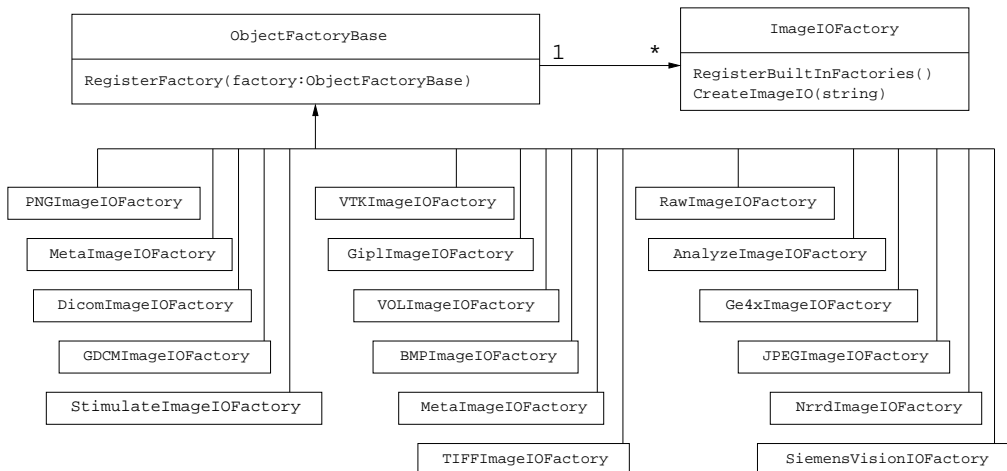 ObjectFactoryBase
RegisterFactory(factory:ObjectFactoryBase)
1
*
ImageIOFactory
RegisterBuiltInFactories()
CreateImageIO(string)
PNGImageIOFactory
VTKImageIOFactory
RawImageIOFactory
MetaImageIOFactory
GiplImageIOFactory
AnalyzeImageIOFactory
DicomImageIOFactory
VOLImageIOFactory
Ge4xImageIOFactory
GDCMImageIOFactory
BMPImageIOFactory
JPEGImageIOFactory
StimulateImageIOFactory
MetaImageIOFactory
NrrdImageIOFactory
TIFFImageIOFactory
SiemensVisionIOFactory